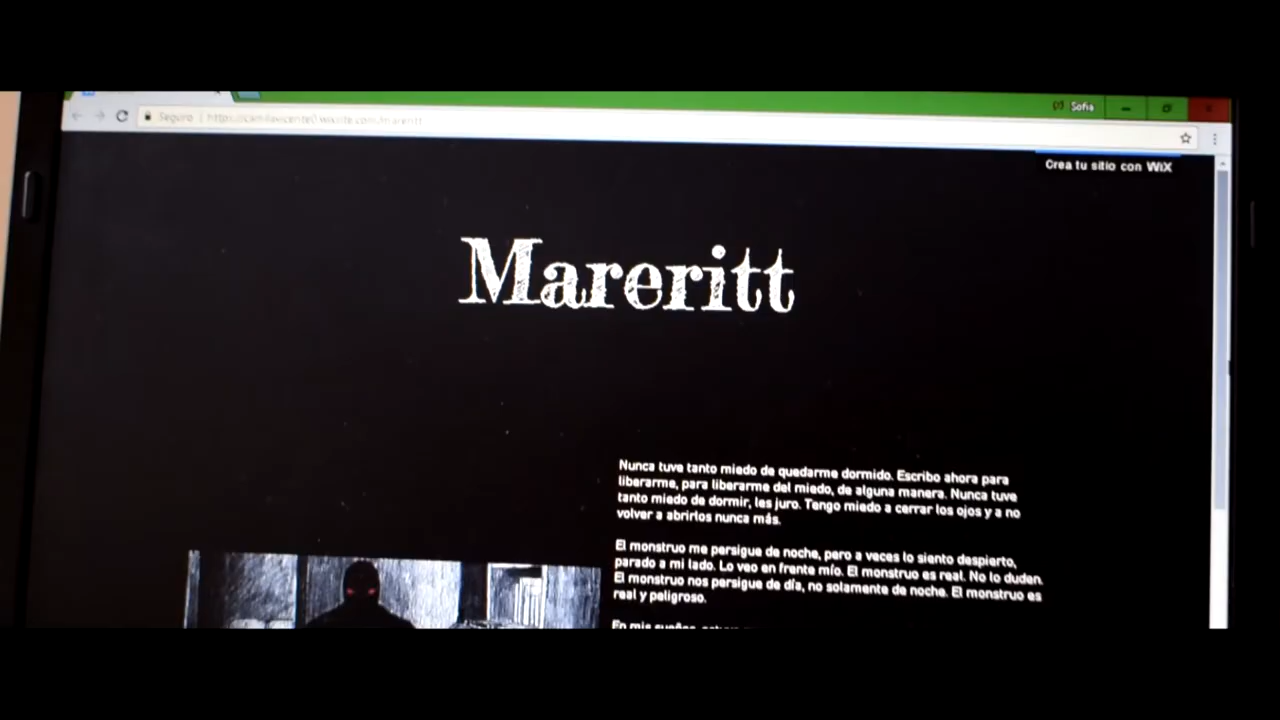 Sofia
Seguro
Crea tu sitio con WiX
Mareritt
Nunca tuve tanto miedo de quedarme dormido. Escribo ahora para
liberarme, para liberarme del miedo, de alguna manera. Nunca tuve
tanto miedo de dormir, les juro. Tengo miedo a cerrar los ojos y a no
volver a abrirlos nunca más.
El monstruo me persigue de noche, pero a veces lo siento despierto,
parado a mi lado. Lo veo en frente mío. El monstruo es real. No lo duden.
El monstruo nos persigue de día, no solamente de noche. El monstruo es
real y peligroso.
En mis sueños,